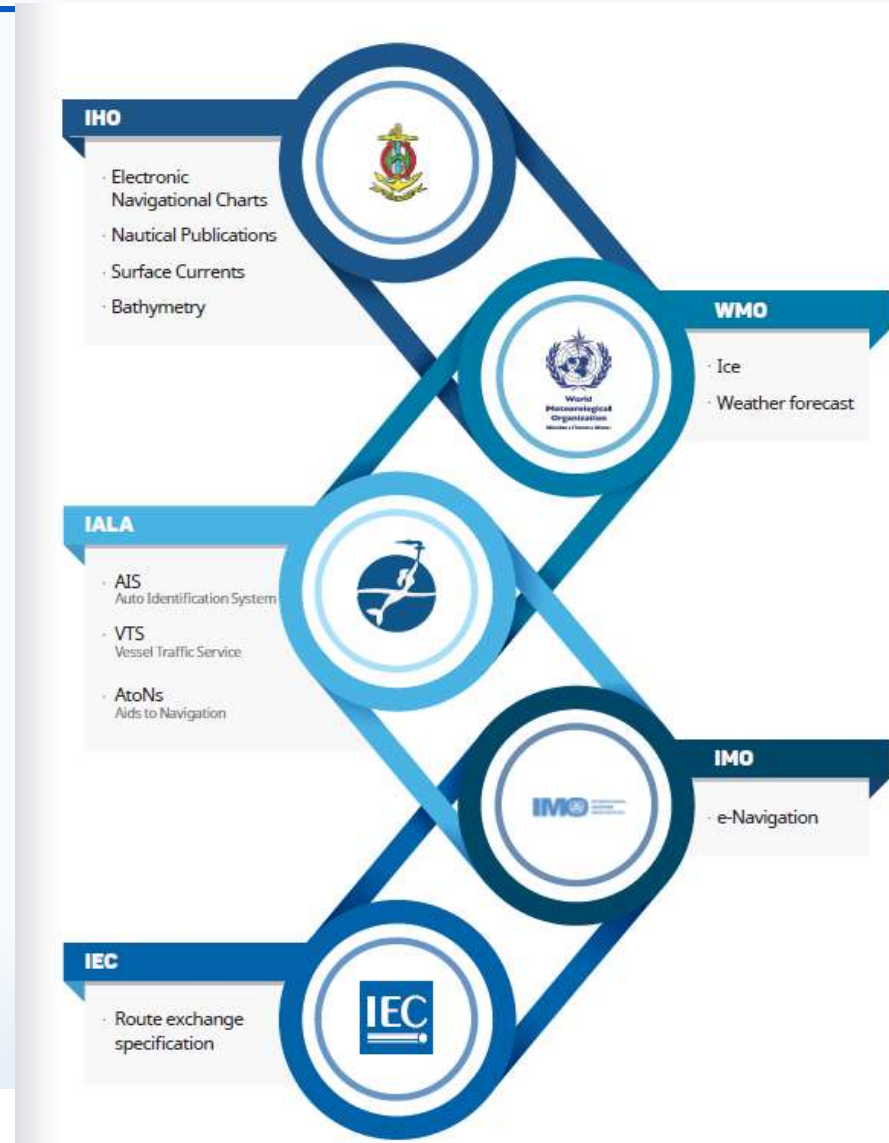 IHO
· Electronic
Navigational Charts
· Nautical Publications
· Surface Currents
· Bathymetry
WMO
· Ice
· Weather forecast
World
Meteorological
Organization
IALA
· AIS
Auto Identification System
· VTS
Vessel Traffic Service
· AtoNs
Aids to Navigation
IMO
· e-Navigation
IMO
IEC
· Route exchange
specification
IEC